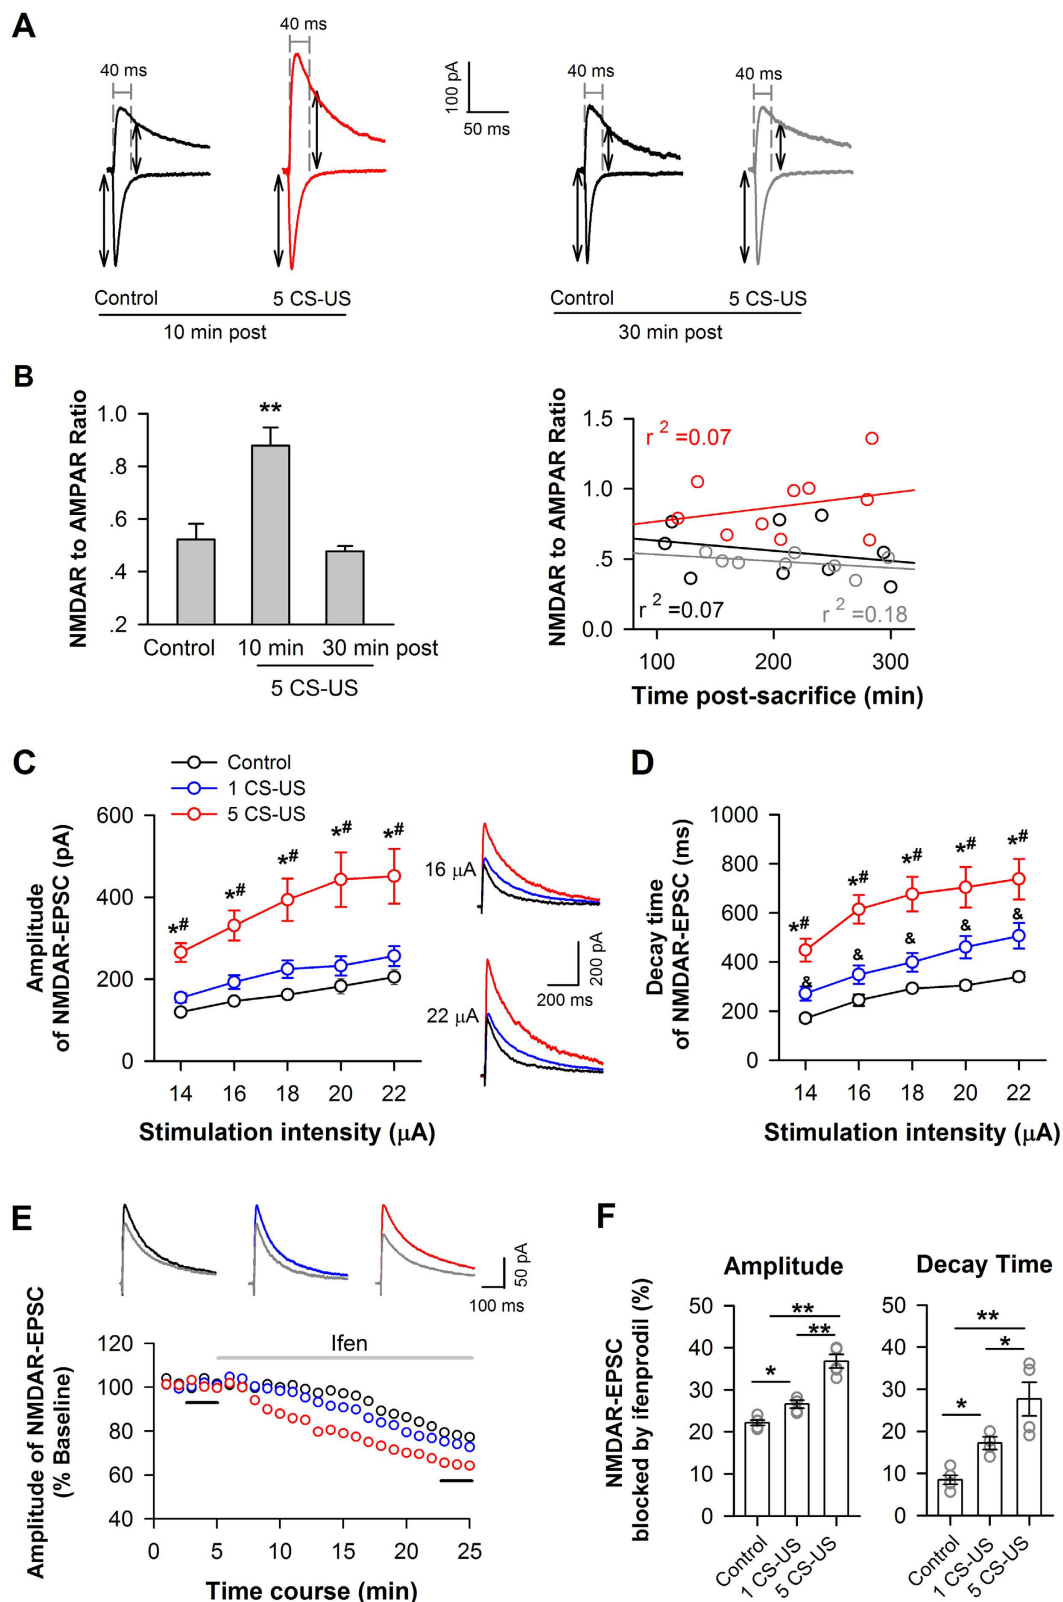 A
40 ms
40 ms
100 pA
50 ms
40 ms
40 ms
Control
5 CS-US
10 min post
Control
5 CS-US
30 min post
B
NMDAR to AMPAR Ratio
1.0
.8
.6
.4
.2
**
Control
10 min
30 min post
5 CS-US
NMDAR to AMPAR Ratio
1.5
1.0
.5
0.0
r 2 =0.07
r 2 =0.07
r 2 =0.18
100
200
300
Time post-sacrifice (min)
C
Control
1 CS-US
5 CS-US
Amplitude
of NMDAR-EPSC (pA)
600
400
200
0
*#
*#
*#
*#
*#
14
16
18
20
22
Stimulation intensity (μA)
16 μA
22 μA
200 pA
200 ms
D
Decay time
of NMDAR-EPSC (ms)
1000
800
600
400
200
0
*#
*#
*#
*#
*#
&
&
&
&
&
14
16
18
20
22
Stimulation intensity (μA)
E
50 pA
100 ms
Amplitude of NMDAR-EPSC
(% Baseline)
120
100
80
60
40
Ifen
0
5
10
15
20
25
Time course (min)
F
NMDAR-EPSC
blocked by ifenprodil (%)
Amplitude
50
40
30
20
10
0
**
**
*
Control
1 CS-US
5 CS-US
Decay Time
50
40
30
20
10
0
**
*
*
Control
1 CS-US
5 CS-US